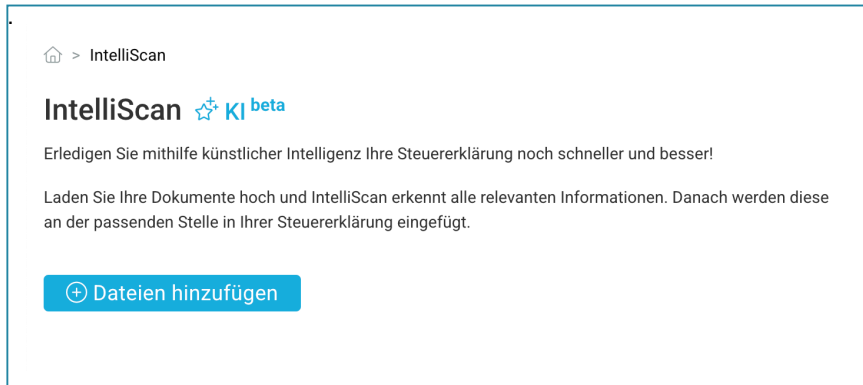 .
> IntelliScan
IntelliScan KI beta
Erledigen Sie mithilfe künstlicher Intelligenz Ihre Steuererklärung noch schneller und besser!
Laden Sie Ihre Dokumente hoch und IntelliScan erkennt alle relevanten Informationen. Danach werden diese
an der passenden Stelle in Ihrer Steuererklärung eingefügt.
Dateien hinzufügen